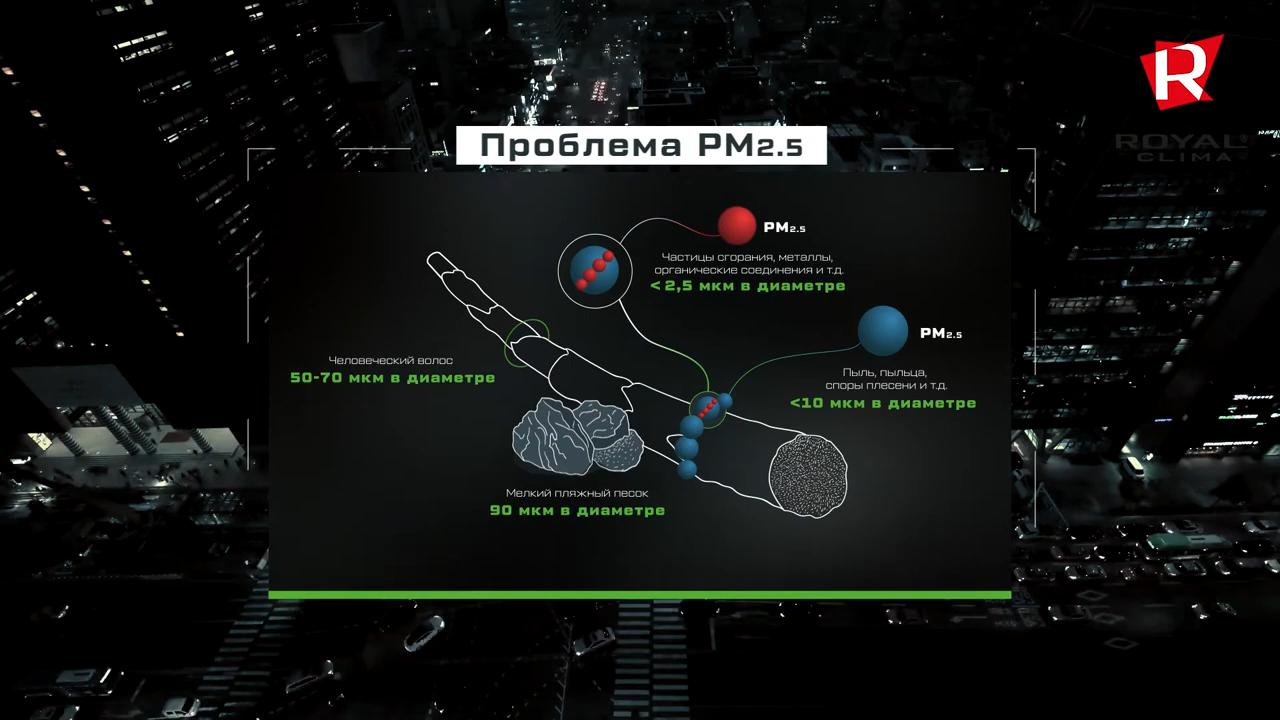 R
ROYAL®
CLIMA
Проблема PM2.5
PM2.5
Частицы сгорания, металлы,
органические соединения и т.д.
< 2,5 мкм в диаметре
PM2.5
Пыль, пыльца,
споры плесени и т.д.
<10 мкм в диаметре
Человеческий волос
50-70 мкм в диаметре
Мелкий пляжный песок
90 мкм в диаметре